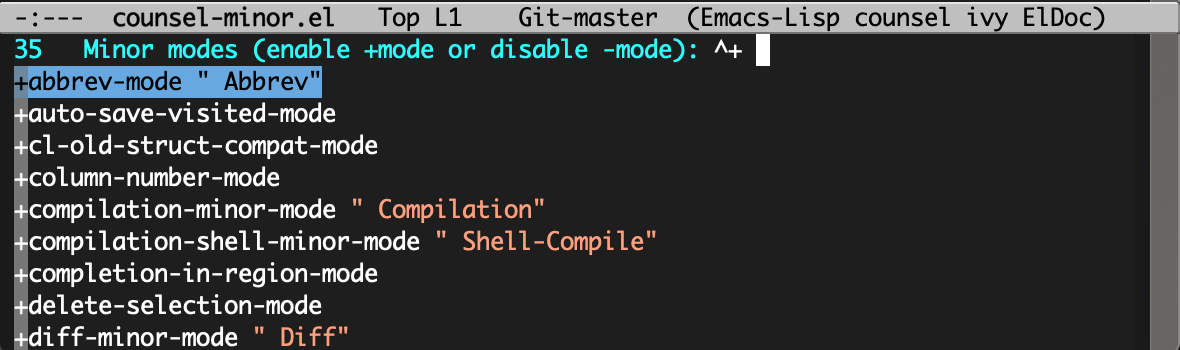 -:---  counsel-minor.el   Top L1    Git-master  (Emacs-Lisp counsel ivy ElDoc)
35   Minor modes (enable +mode or disable -mode): ^+
+abbrev-mode " Abbrev"
+auto-save-visited-mode
+cl-old-struct-compat-mode
+column-number-mode
+compilation-minor-mode " Compilation"
+compilation-shell-minor-mode " Shell-Compile"
+completion-in-region-mode
+delete-selection-mode
+diff-minor-mode " Diff"